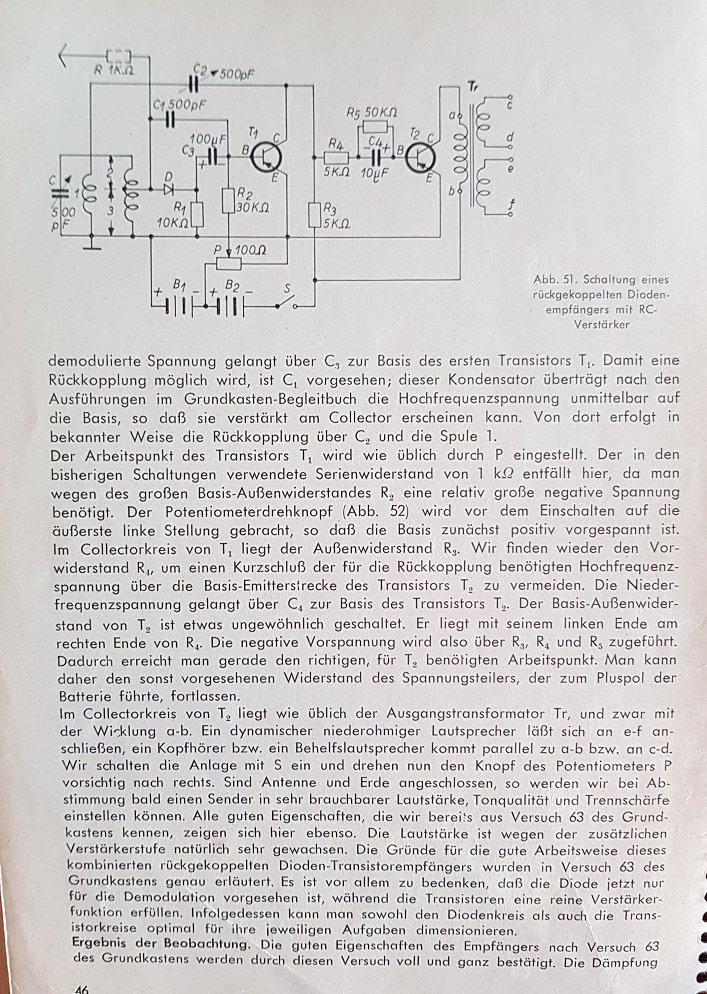 R 1KΩ
C₂ 500pF
C₁ 500pF
100µF
C₃
T₁
C
B
E
R₅ 50KΩ
R₄
5KΩ
C₄
10µF
T₂
C
B
E
Tr
a
b
c
d
e
f
C
500
pF
1
2
3
D
R₁
10KΩ
R₂
30KΩ
R₃
5KΩ
P 100Ω
+ B₁ - + B₂ - S
Abb. 51. Schaltung eines
rückgekoppelten Dioden-
empfängers mit RC-
Verstärker
demodulierte Spannung gelangt über C₃ zur Basis des ersten Transistors T₁. Damit eine
Rückkopplung möglich wird, ist C₁ vorgesehen; dieser Kondensator überträgt nach den
Ausführungen im Grundkasten-Begleitbuch die Hochfrequenzspannung unmittelbar auf
die Basis, so daß sie verstärkt am Collector erscheinen kann. Von dort erfolgt in
bekannter Weise die Rückkopplung über C₂ und die Spule 1.
Der Arbeitspunkt des Transistors T₁ wird wie üblich durch P eingestellt. Der in den
bisherigen Schaltungen verwendete Serienwiderstand von 1 kΩ entfällt hier, da man
wegen des großen Basis-Außenwiderstandes R₂ eine relativ große negative Spannung
benötigt. Der Potentiometerdrehknopf (Abb. 52) wird vor dem Einschalten auf die
äußerste linke Stellung gebracht, so daß die Basis zunächst positiv vorgespannt ist.
Im Collectorkreis von T₁ liegt der Außenwiderstand R₃. Wir finden wieder den Vor-
widerstand R₄, um einen Kurzschluß der für die Rückkopplung benötigten Hochfrequenz-
spannung über die Basis-Emitterstrecke des Transistors T₂ zu vermeiden. Die Nieder-
frequenzspannung gelangt über C₄ zur Basis des Transistors T₂. Der Basis-Außenwider-
stand von T₂ ist etwas ungewöhnlich geschaltet. Er liegt mit seinem linken Ende am
rechten Ende von R₄. Die negative Vorspannung wird also über R₃, R₄ und R₅ zugeführt.
Dadurch erreicht man gerade den richtigen, für T₂ benötigten Arbeitspunkt. Man kann
daher den sonst vorgesehenen Widerstand des Spannungsteilers, der zum Pluspol der
Batterie führte, fortlassen.
Im Collectorkreis von T₂ liegt wie üblich der Ausgangstransformator Tr, und zwar mit
der Wicklung a-b. Ein dynamischer niederohmiger Lautsprecher läßt sich an e-f an-
schließen, ein Kopfhörer bzw. ein Behelfslautsprecher kommt parallel zu a-b bzw. an c-d.
Wir schalten die Anlage mit S ein und drehen nun den Knopf des Potentiometers P
vorsichtig nach rechts. Sind Antenne und Erde angeschlossen, so werden wir bei Ab-
stimmung bald einen Sender in sehr brauchbarer Lautstärke, Tonqualität und Trennschärfe
einstellen können. Alle guten Eigenschaften, die wir bereits aus Versuch 63 des Grund-
kastens kennen, zeigen sich hier ebenso. Die Lautstärke ist wegen der zusätzlichen
Verstärkerstufe natürlich sehr gewachsen. Die Gründe für die gute Arbeitsweise dieses
kombinierten rückgekoppelten Dioden-Transistorempfängers wurden in Versuch 63 des
Grundkastens genau erläutert. Es ist vor allem zu bedenken, daß die Diode jetzt nur
für die Demodulation vorgesehen ist, während die Transistoren eine reine Verstärker-
funktion erfüllen. Infolgedessen kann man sowohl den Diodenkreis als auch die Trans-
istorkreise optimal für ihre jeweiligen Aufgaben dimensionieren.
Ergebnis der Beobachtung. Die guten Eigenschaften des Empfängers nach Versuch 63
des Grundkastens werden durch diesen Versuch voll und ganz bestätigt. Die Dämpfung
46